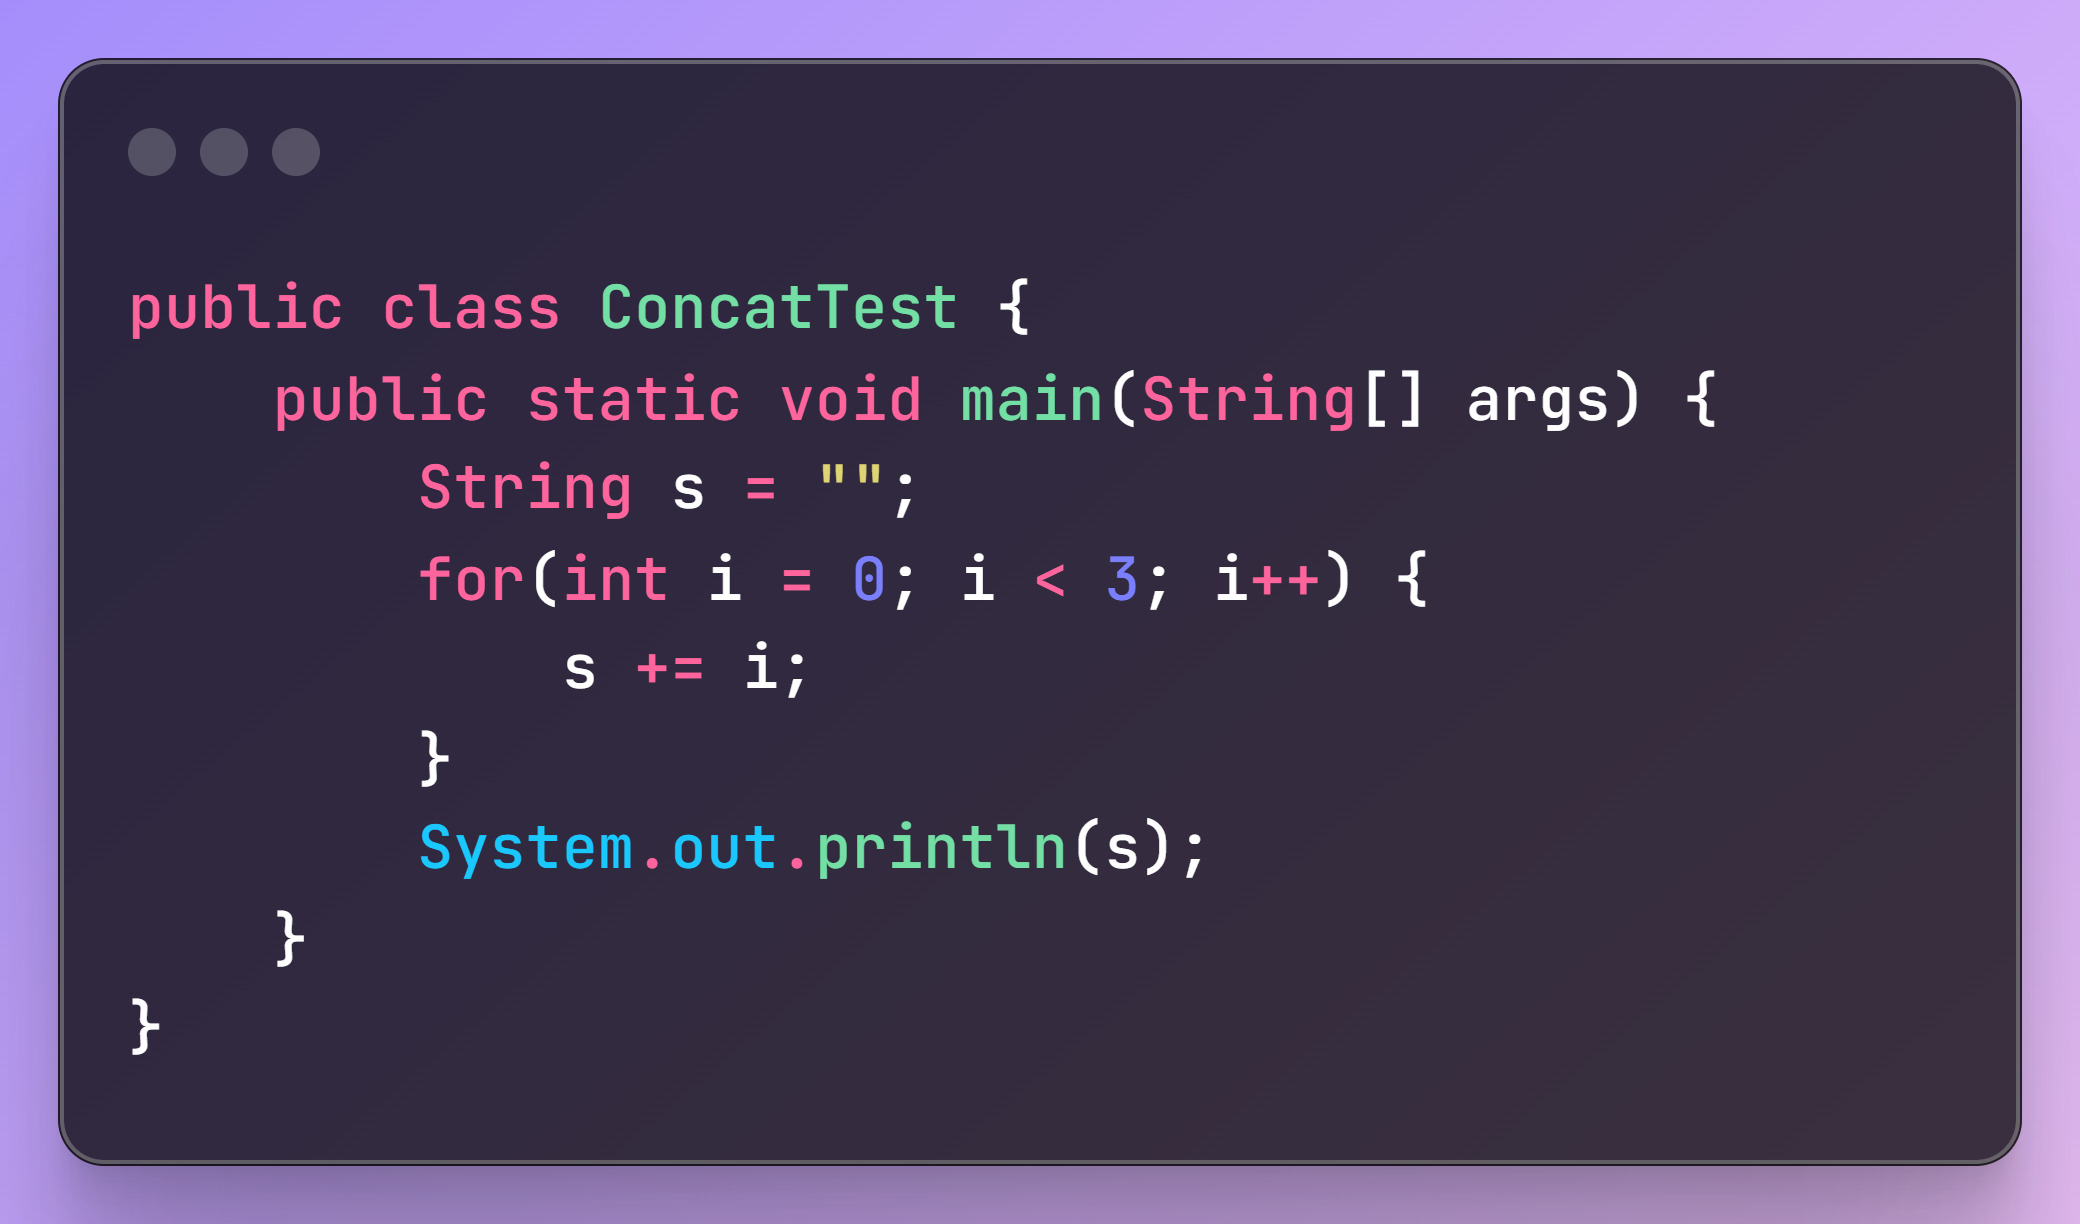 public class ConcatTest {
    public static void main(String[] args) {
        String s = "";
        for(int i = 0; i < 3; i++) {
            s += i;
        }
        System.out.println(s);
    }
}